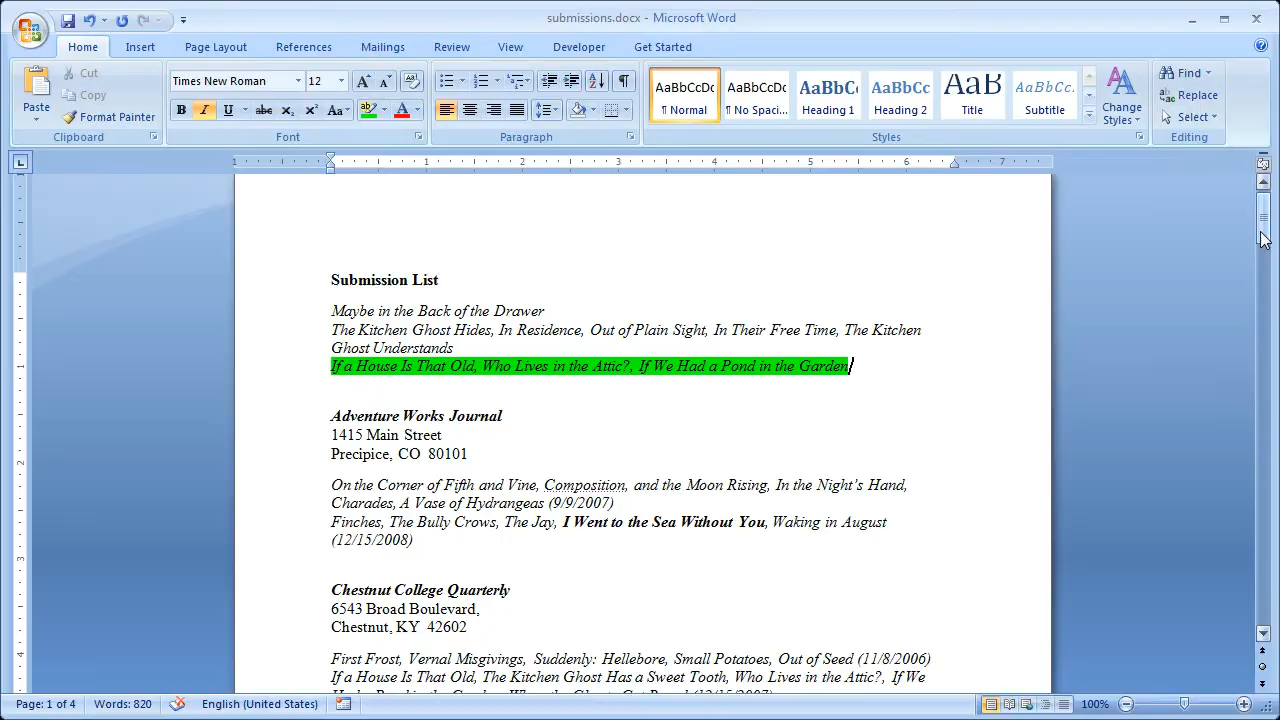 submissions.docx - Microsoft Word
Home Insert Page Layout References Mailings Review View Developer Get Started
Paste
Cut
Copy
Format Painter
Clipboard
Times New Roman 12
Font
Paragraph
AaBbCcDc AaBbCcDc AaBbCc AaBbCc AaB AaBbCc.
¶ Normal ¶ No Spaci... Heading 1 Heading 2 Title Subtitle
Change Styles
Styles
Find
Replace
Select
Editing
1 1 2 3 4 5 6 7
Submission List
Maybe in the Back of the Drawer
The Kitchen Ghost Hides, In Residence, Out of Plain Sight, In Their Free Time, The Kitchen
Ghost Understands
If a House Is That Old, Who Lives in the Attic?, If We Had a Pond in the Garden
Adventure Works Journal
1415 Main Street
Precipice, CO 80101
On the Corner of Fifth and Vine, Composition, and the Moon Rising, In the Night's Hand,
Charades, A Vase of Hydrangeas (9/9/2007)
Finches, The Bully Crows, The Jay, I Went to the Sea Without You, Waking in August
(12/15/2008)
Chestnut College Quarterly
6543 Broad Boulevard,
Chestnut, KY 42602
First Frost, Vernal Misgivings, Suddenly: Hellebore, Small Potatoes, Out of Seed (11/8/2006)
If a House Is That Old, The Kitchen Ghost Has a Sweet Tooth, Who Lives in the Attic?, If We
Page: 1 of 4 Words: 820 English (United States) 100%